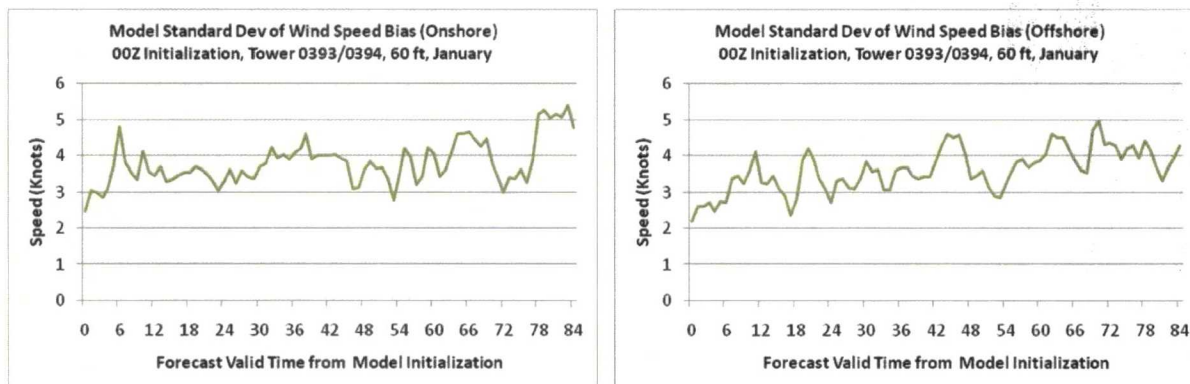 Model Standard Dev of Wind Speed Bias (Onshore)
00Z Initialization, Tower 0393/0394, 60 ft, January
6
5
4
3
2
1
0
Speed (Knots)
0 6 12 18 24 30 36 42 48 54 60 66 72 78 84
Forecast Valid Time from Model Initialization
Model Standard Dev of Wind Speed Bias (Offshore)
00Z Initialization, Tower 0393/0394, 60 ft, January
6
5
4
3
2
1
0
Speed (Knots)
0 6 12 18 24 30 36 42 48 54 60 66 72 78 84
Forecast Valid Time from Model Initialization